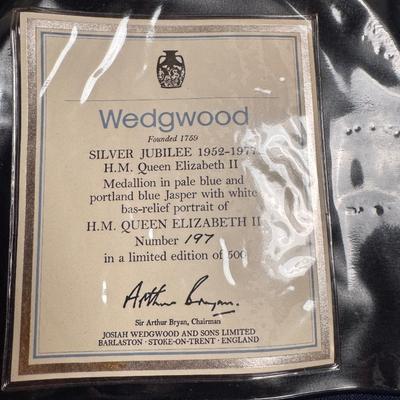 Wedgwood
Founded 1759
SILVER JUBILEE 1952-1977
H.M. Queen Elizabeth II
Medallion in pale blue and
portland blue Jasper with white
bas-relief portrait of
H.M. QUEEN ELIZABETH II
Number 197
in a limited edition of 500
Arthur Bryan.
Sir Arthur Bryan, Chairman
JOSIAH WEDGWOOD AND SONS LIMITED
BARLASTON · STOKE-ON-TRENT · ENGLAND